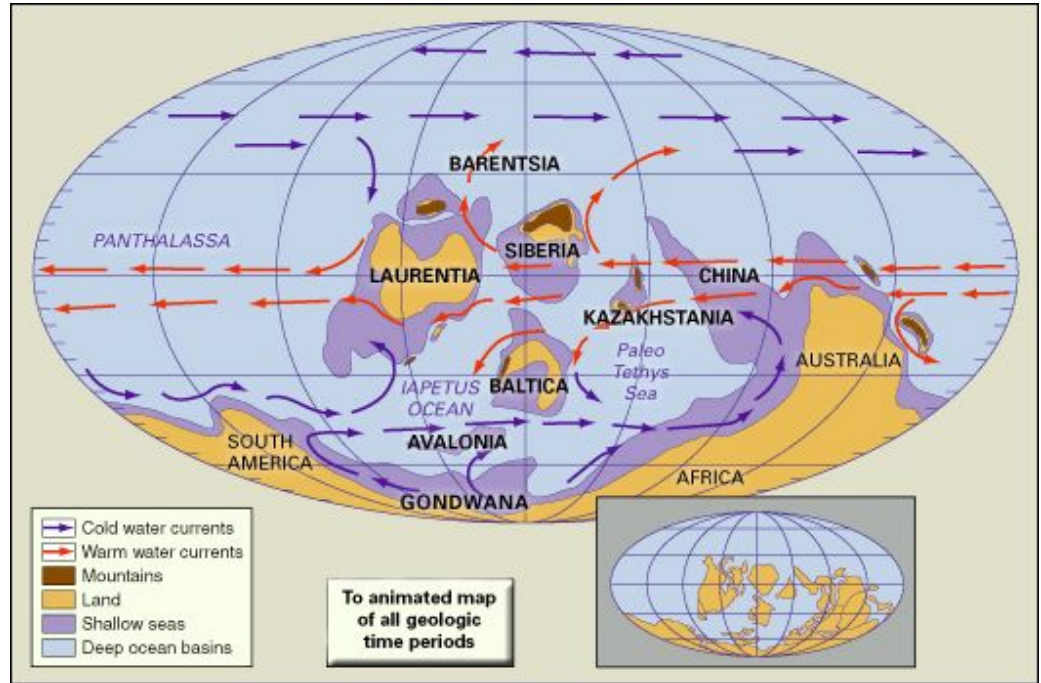 BARENTSIA
PANTHALASSA
SIBERIA
LAURENTIA
CHINA
KAZAKHSTANIA
AUSTRALIA
Paleo
Tethys
Sea
IAPETUS
OCEAN
BALTICA
AVALONIA
SOUTH
AMERICA
AFRICA
GONDWANA
Cold water currents
Warm water currents
Mountains
Land
Shallow seas
Deep ocean basins
To animated map
of all geologic
time periods